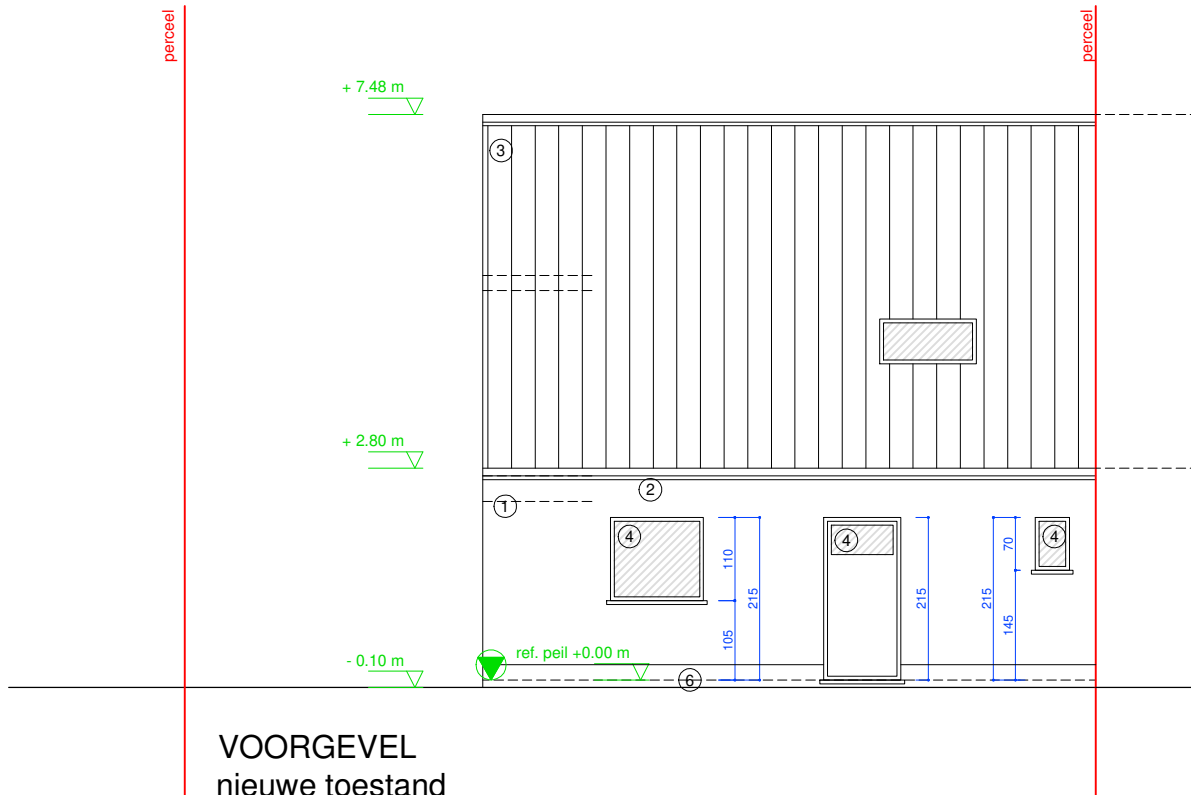 perceel
perceel
+ 7.48 m
3
+ 2.80 m
2
1
4
4
4
110
215
105
215
215
70
145
ref. peil +0.00 m
- 0.10 m
6
VOORGEVEL
nieuwe toestand